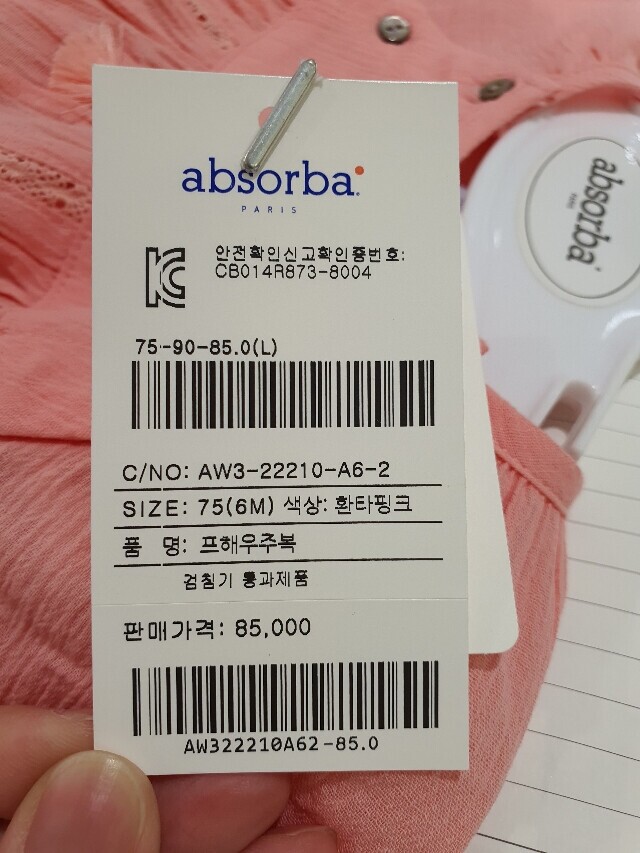 absorba.
PARIS
안전확인신고확인증번호:
CB014R873-8004
75-90-85.0(L)
C/NO: AW3-22210-A6-2
SIZE: 75(6M) 색상: 환타핑크
품 명: 프해우주복
검침기 통과제품
판매가격: 85,000
AW322210A62-85.0
absorba